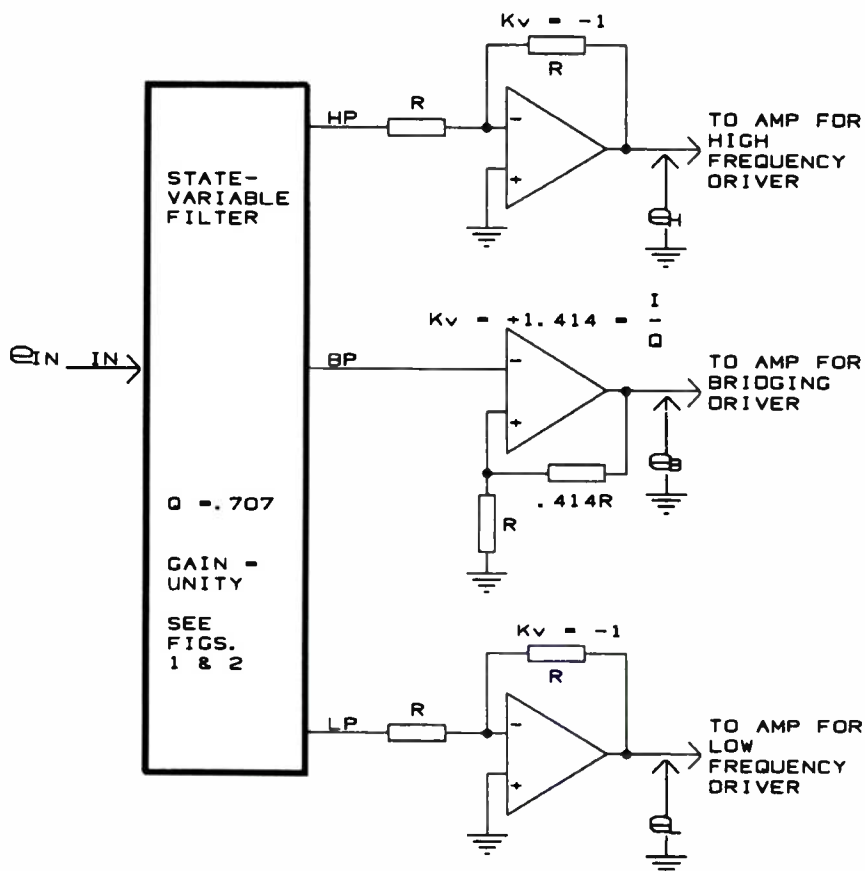 Kv = -1
R
R
HP
-
+
TO AMP FOR
HIGH
FREQUENCY
DRIVER
eH
STATE-
VARIABLE
FILTER
Kv = +1.414 = I
Q
eIN
IN
BP
-
+
TO AMP FOR
BRIDGING
DRIVER
eB
.414R
R
Q =.707
GAIN =
UNITY
SEE
FIGS.
1 & 2
Kv = -1
R
R
LP
-
+
TO AMP FOR
LOW
FREQUENCY
DRIVER
eL